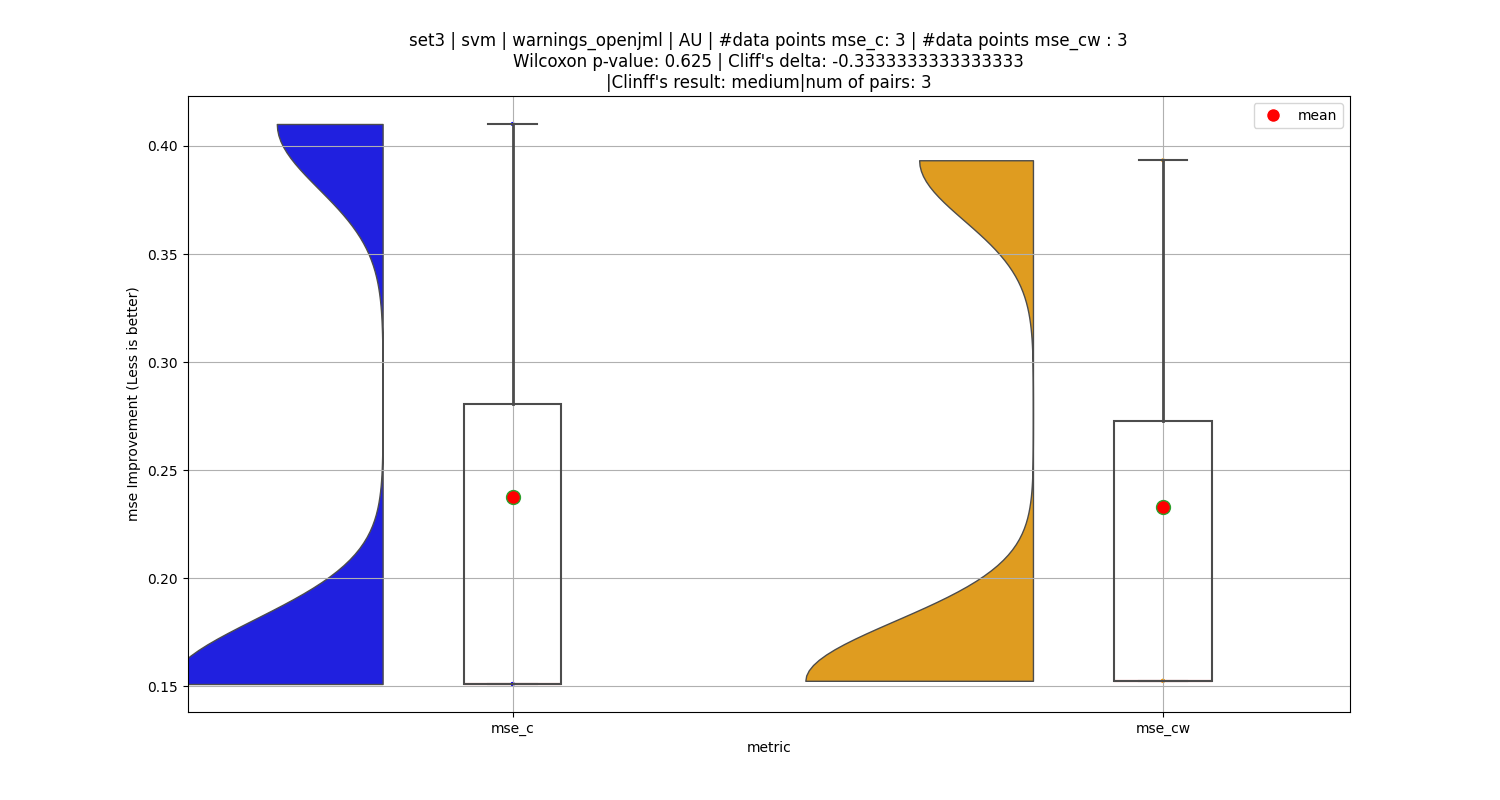 set3 | svm | warnings_openjml | AU | #data points mse_c: 3 | #data points mse_cw : 3
Wilcoxon p-value: 0.625 | Cliff's delta: -0.3333333333333333
|Clinff's result: medium|num of pairs: 3
mean
mse Improvement (Less is better)
0.40
0.35
0.30
0.25
0.20
0.15
mse_c
mse_cw
metric